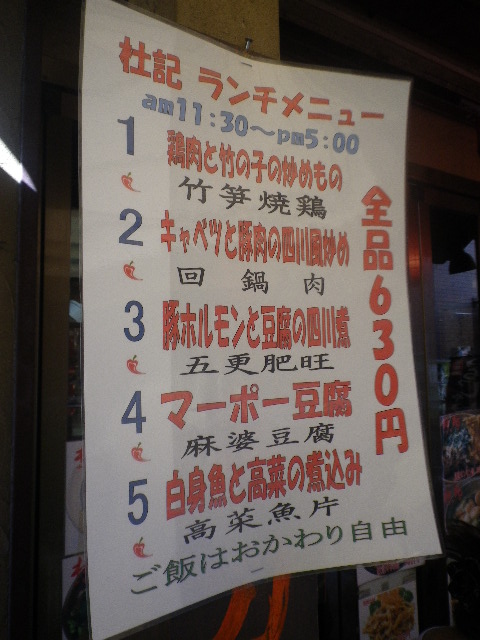 杜記 ランチメニュー
am11:30～pm5:00
1 鶏肉と竹の子の炒めもの
竹笋焼鶏
2 キャベツと豚肉の四川風炒め
回鍋肉
3 豚ホルモンと豆腐の四川煮
五更肥旺
4 マーボー豆腐
麻婆豆腐
5 白身魚と高菜の煮込み
高菜魚片
全品630円
ご飯はおかわり自由